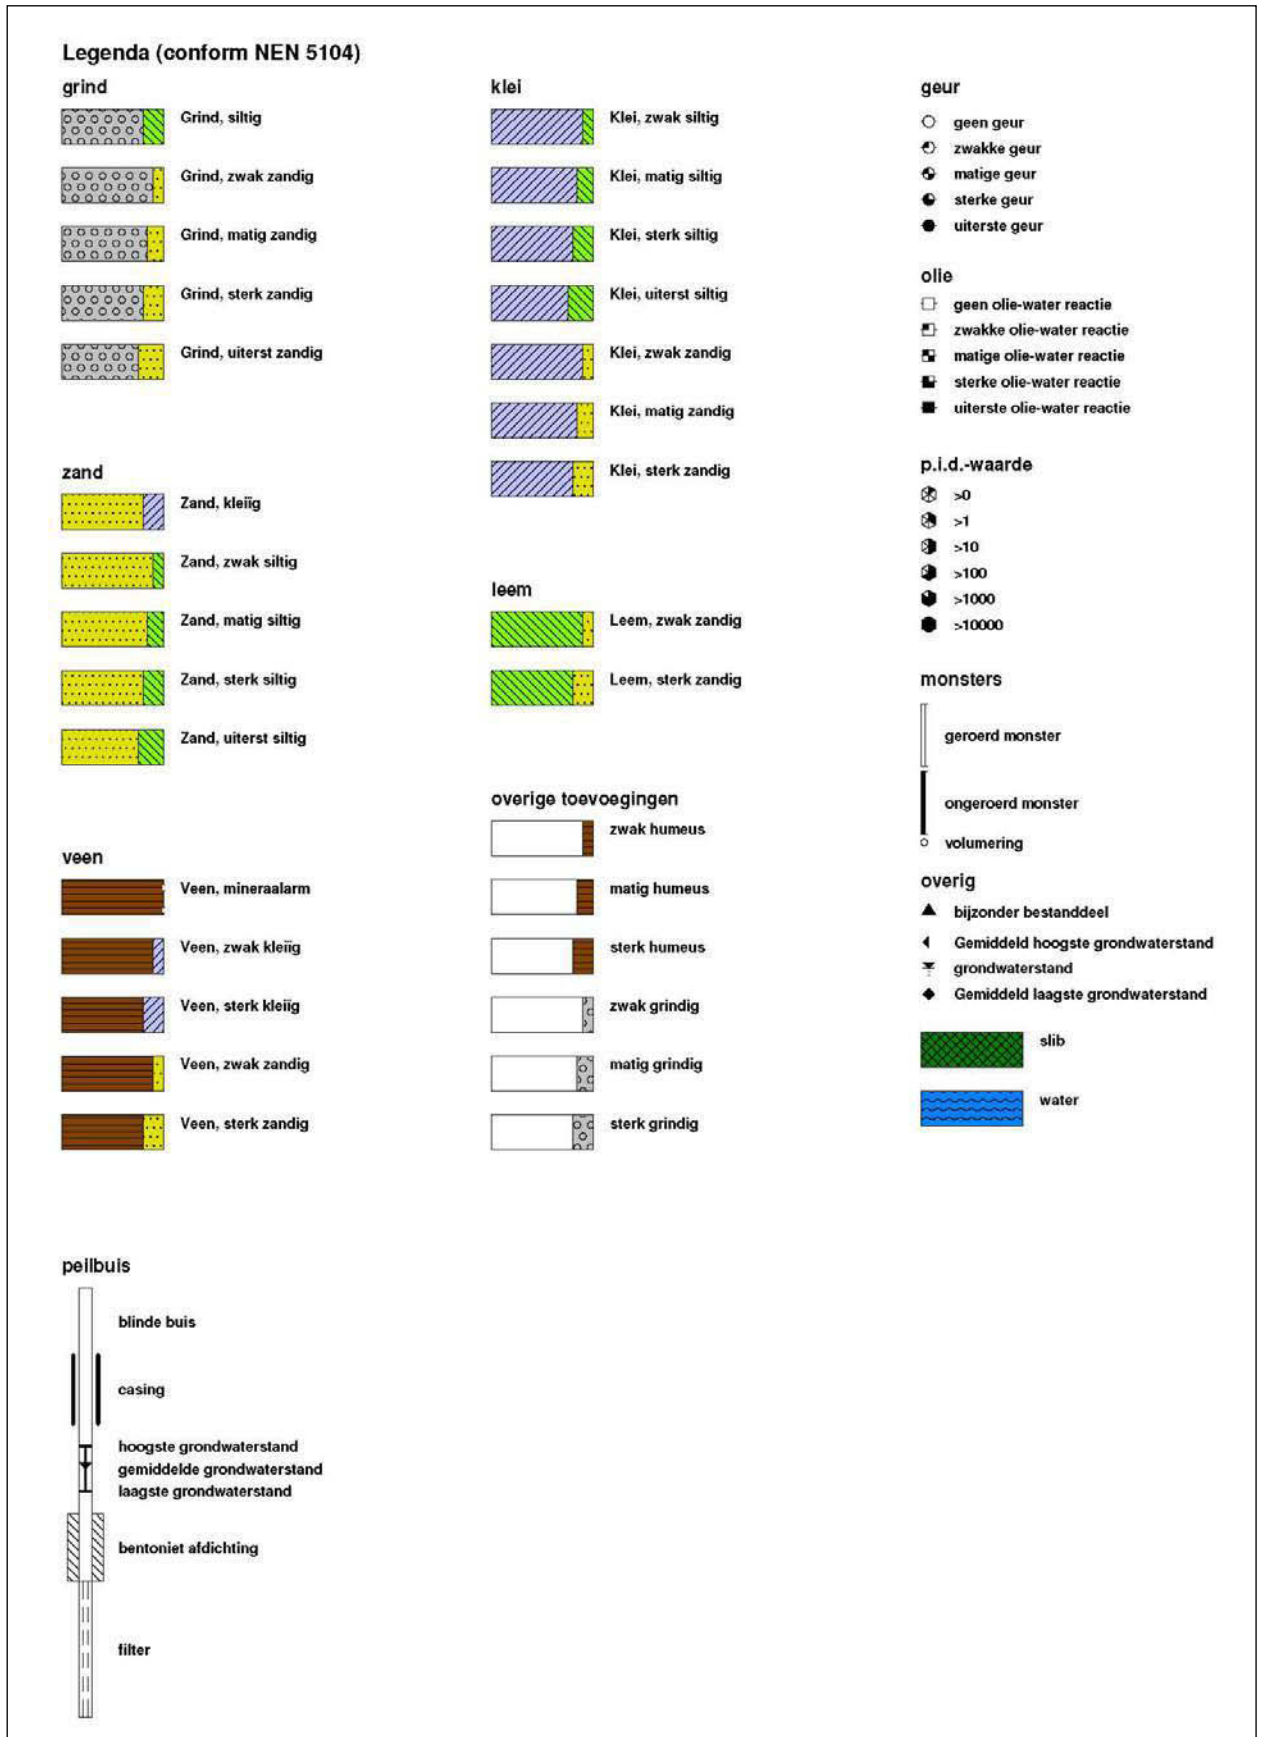 Legenda (conform NEN 5104)
grind
Grind, siltig
Grind, zwak zandig
Grind, matig zandig
Grind, sterk zandig
Grind, uiterst zandig
zand
Zand, kleiïg
Zand, zwak siltig
Zand, matig siltig
Zand, sterk siltig
Zand, uiterst siltig
veen
Veen, mineraalarm
Veen, zwak kleiïg
Veen, sterk kleiïg
Veen, zwak zandig
Veen, sterk zandig
peilbuis
blinde buis
casing
hoogste grondwaterstand
gemiddelde grondwaterstand
laagste grondwaterstand
bentoniet afdichting
filter
klei
Klei, zwak siltig
Klei, matig siltig
Klei, sterk siltig
Klei, uiterst siltig
Klei, zwak zandig
Klei, matig zandig
Klei, sterk zandig
leem
Leem, zwak zandig
Leem, sterk zandig
overige toevoegingen
zwak humeus
matig humeus
sterk humeus
zwak grindig
matig grindig
sterk grindig
geur
geen geur
zwakke geur
matige geur
sterke geur
uiterste geur
olie
geen olie-water reactie
zwakke olie-water reactie
matige olie-water reactie
sterke olie-water reactie
uiterste olie-water reactie
p.i.d.-waarde
>0
>1
>10
>100
>1000
>10000
monsters
geroerd monster
ongeroerd monster
volumering
overig
bijzonder bestanddeel
Gemiddeld hoogste grondwaterstand
grondwaterstand
Gemiddeld laagste grondwaterstand
slib
water